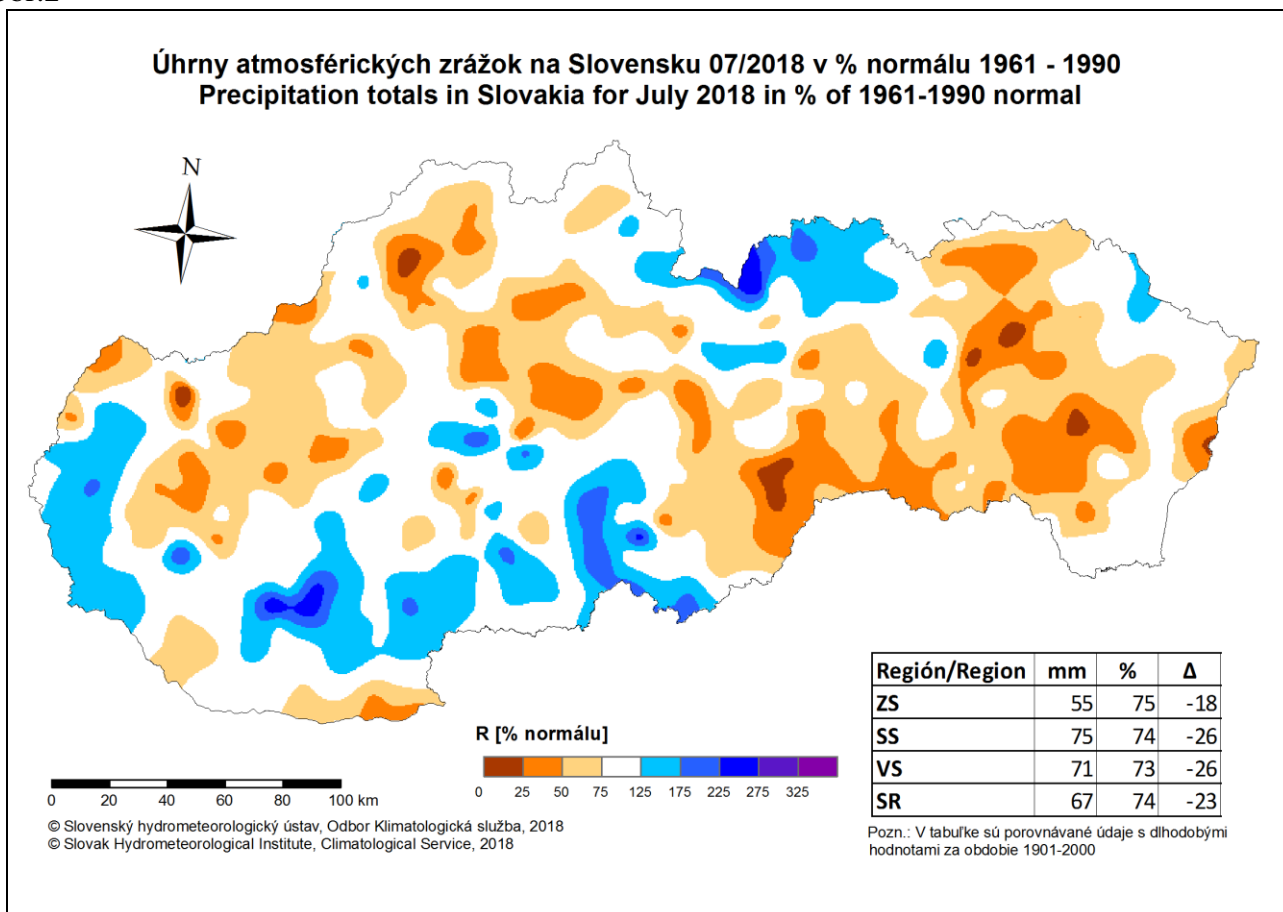 Úhrny atmosférických zrážok na Slovensku 07/2018 v % normálu 1961 - 1990
Precipitation totals in Slovakia for July 2018 in % of 1961-1990 normal
N
Región/Region mm % Δ
ZS 55 75 -18
SS 75 74 -26
VS 71 73 -26
SR 67 74 -23
Pozn.: V tabuľke sú porovnávané údaje s dlhodobými
hodnotami za obdobie 1901-2000
R [% normálu]
0 25 50 75 125 175 225 275 325
0 20 40 60 80 100 km
© Slovenský hydrometeorologický ústav, Odbor Klimatologická služba, 2018
© Slovak Hydrometeorological Institute, Climatological Service, 2018